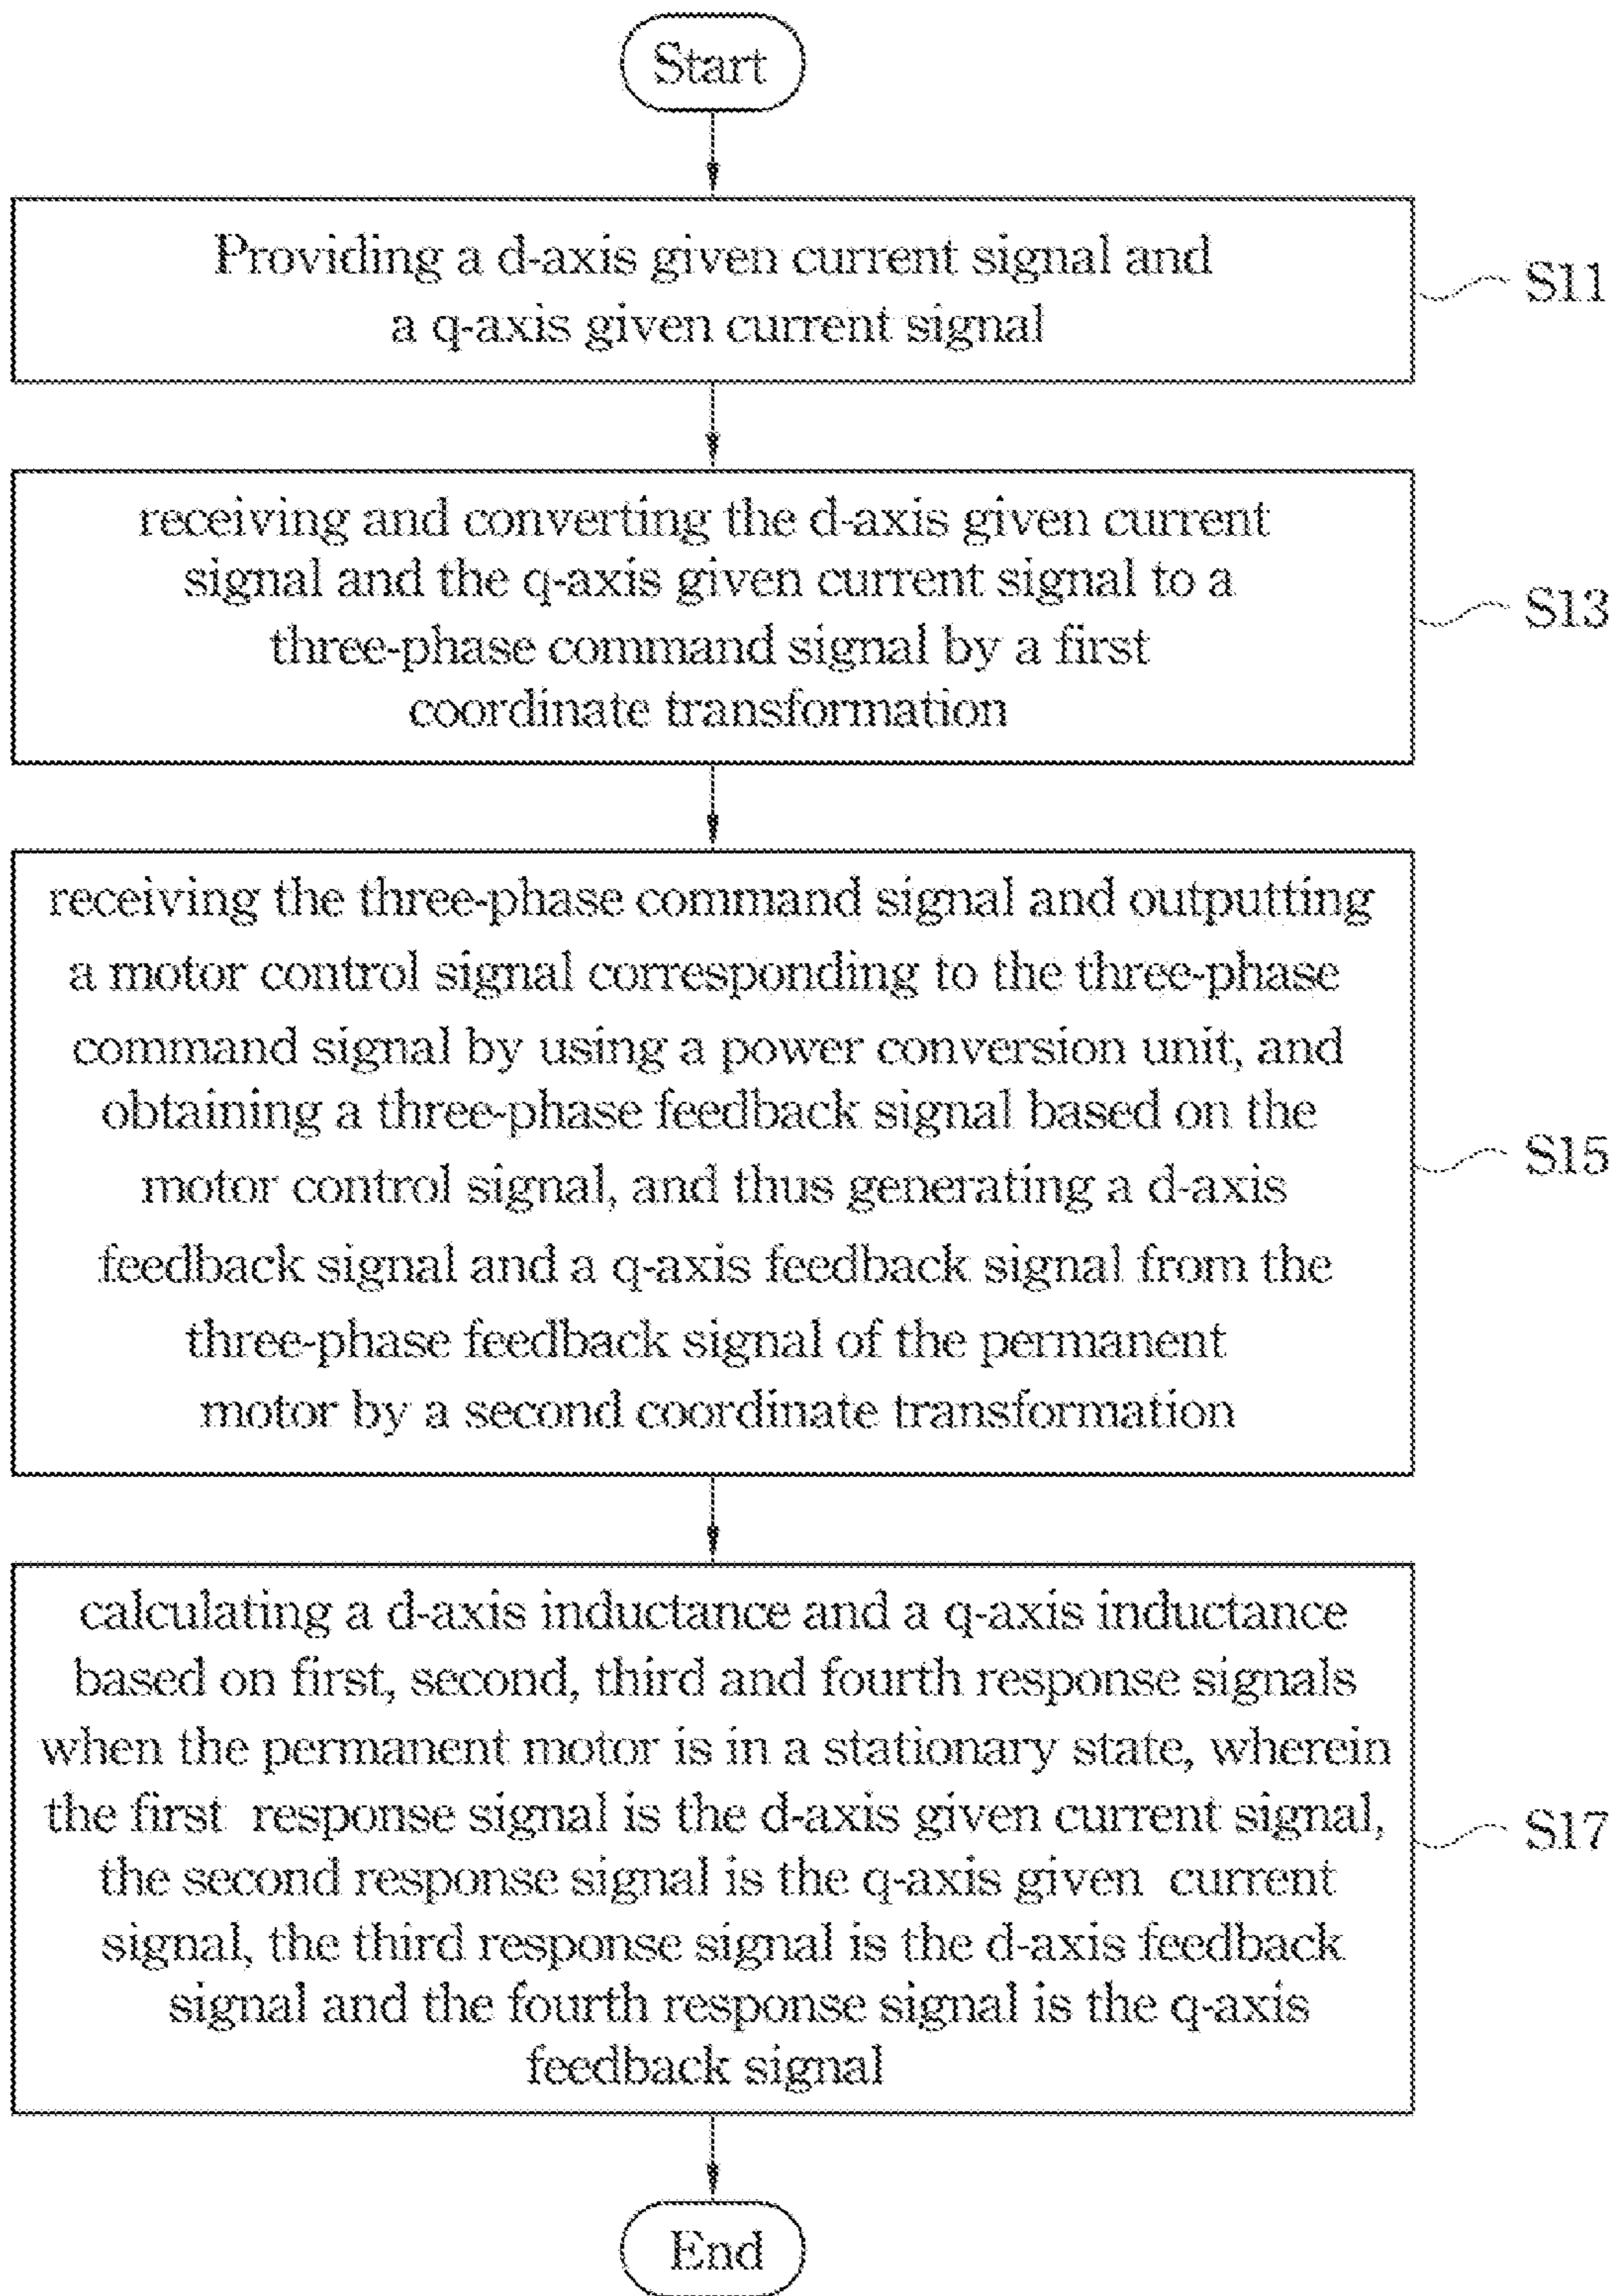 Start
Providing a d-axis given current signal and
a q-axis given current signal
S11
receiving and converting the d-axis given current
signal and the q-axis given current signal to a
three-phase command signal by a first
coordinate transformation
S13
receiving the three-phase command signal and outputting
a motor control signal corresponding to the three-phase
command signal by using a power conversion unit, and
obtaining a three-phase feedback signal based on the
motor control signal, and thus generating a d-axis
feedback signal and a q-axis feedback signal from the
three-phase feedback signal of the permanent
motor by a second coordinate transformation
S15
calculating a d-axis inductance and a q-axis inductance
based on first, second, third and fourth response signals
when the permanent motor is in a stationary state, wherein
the first response signal is the d-axis given current signal,
the second response signal is the q-axis given current
signal, the third response signal is the d-axis feedback
signal and the fourth response signal is the q-axis
feedback signal
S17
End